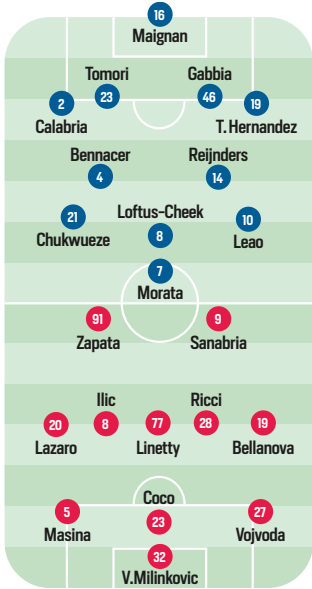 16
Maignan
Tomori
Gabbia
2
23
46
19
Calabria
T. Hernandez
Bennacer
Reijnders
4
14
21
Loftus-Cheek
10
Chukwueze
8
Leao
7
Morata
91
9
Zapata
Sanabria
Ilic
Ricci
20
8
77
28
19
Lazaro
Linetty
Bellanova
Coco
5
23
27
Masina
Vojvoda
32
V.Milinkovic